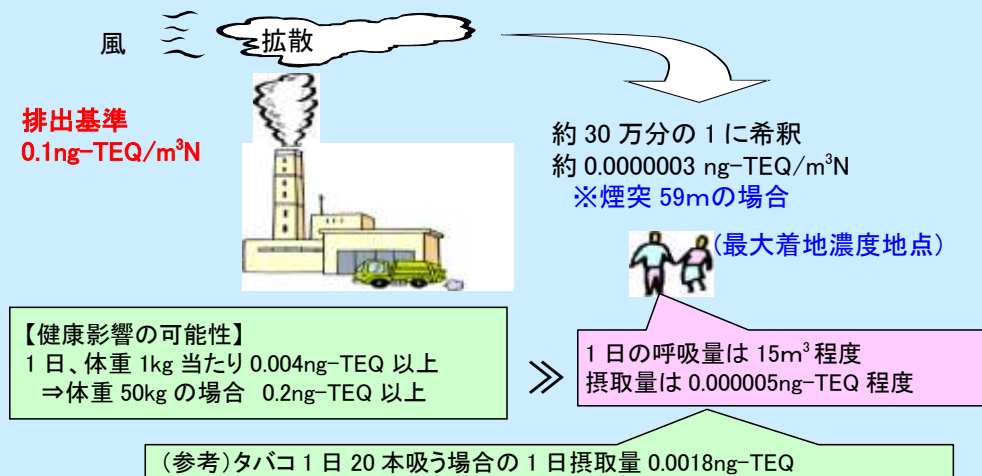 風
拡散
排出基準
0.1ng-TEQ/m³N
約 30 万分の 1 に希釈
約 0.0000003 ng-TEQ/m³N
※煙突 59mの場合
(最大着地濃度地点)
【健康影響の可能性】
1 日、体重 1kg 当たり 0.004ng-TEQ 以上
⇒体重 50kg の場合 0.2ng-TEQ 以上
≫
1 日の呼吸量は 15m³ 程度
摂取量は 0.000005ng-TEQ 程度
(参考)タバコ 1 日 20 本吸う場合の 1 日摂取量 0.0018ng-TEQ